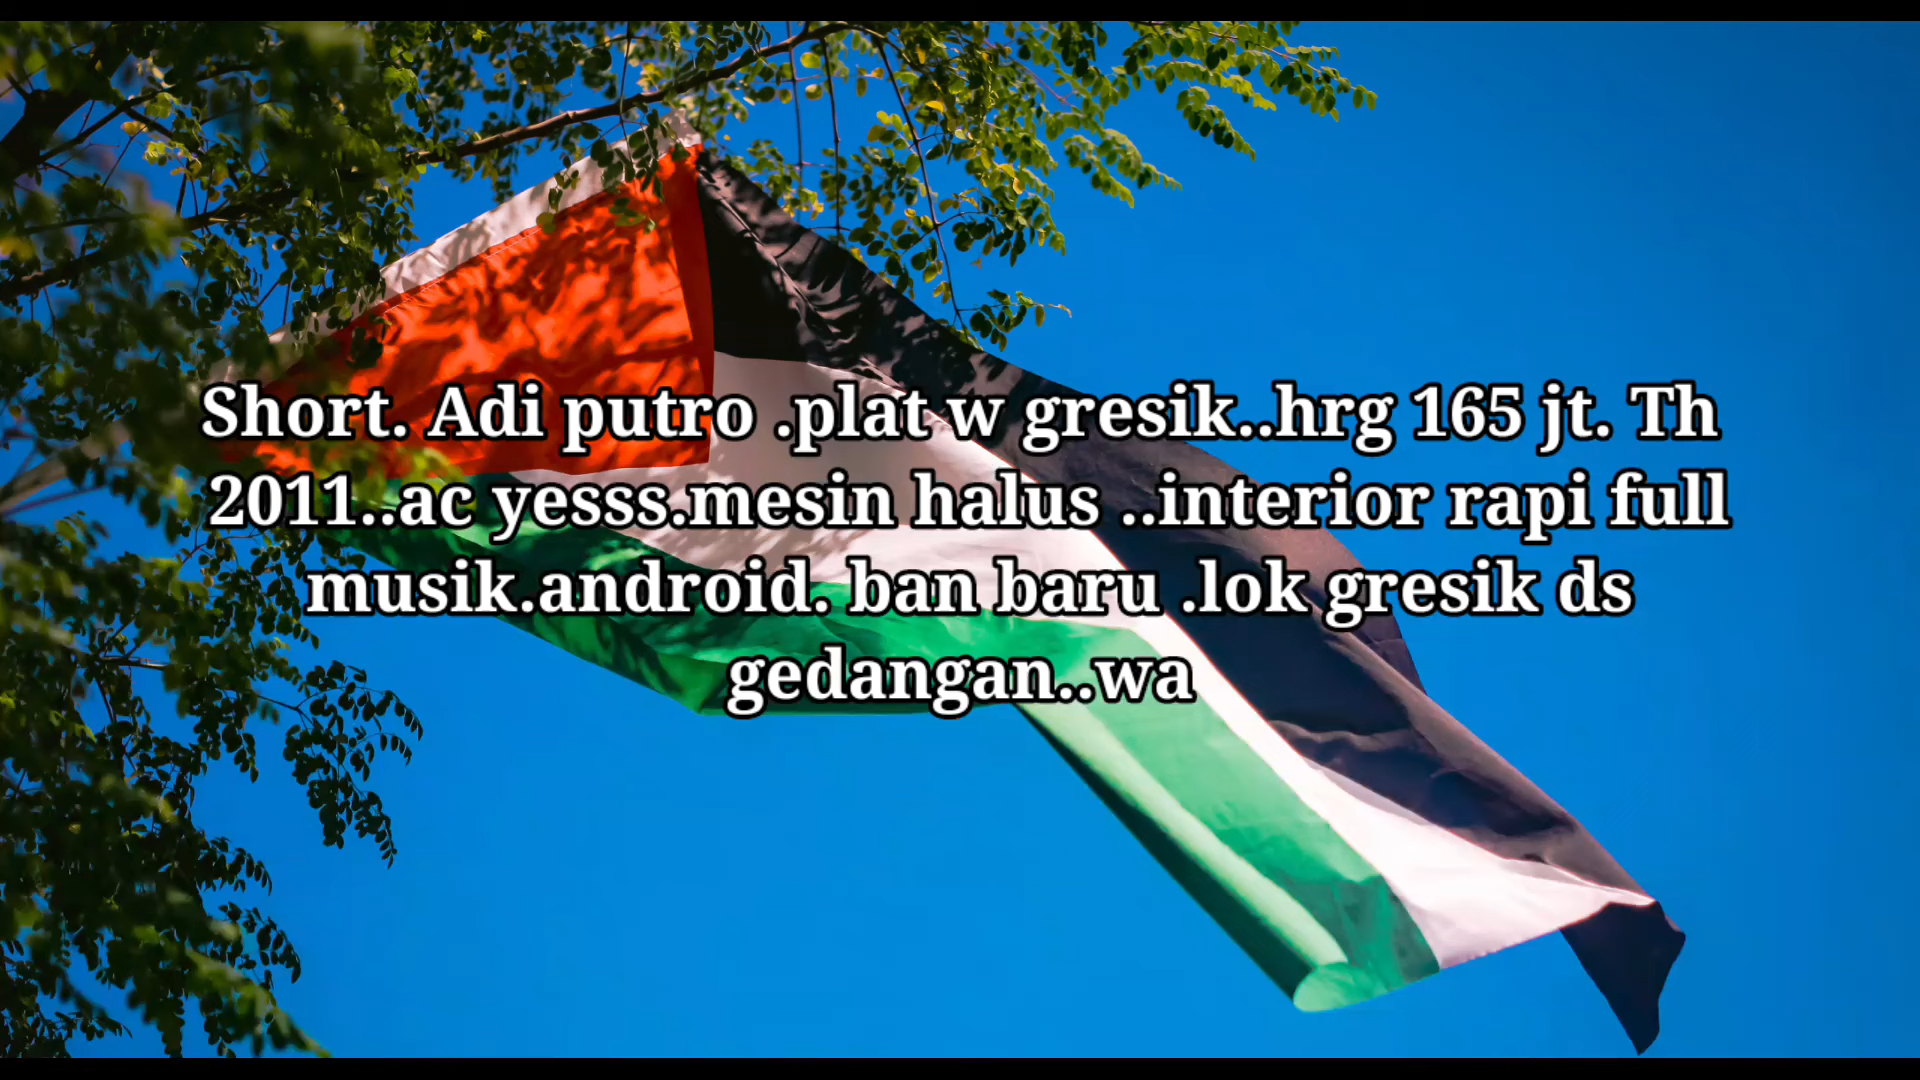 Short. Adi putro .plat w gresik..hrg 165 jt. Th
2011..ac yesss.mesin halus ..interior rapi full
musik.android. ban baru .lok gresik ds
gedangan..wa